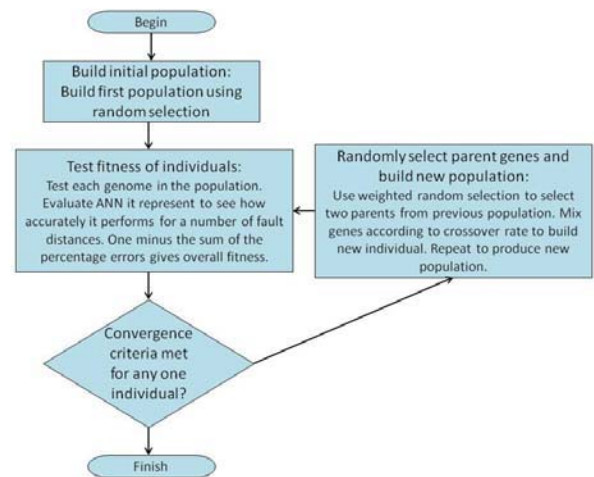 Begin
Build initial population:
Build first population using
random selection
Test fitness of individuals:
Test each genome in the population.
Evaluate ANN it represent to see how
accurately it performs for a number of fault
distances. One minus the sum of the
percentage errors gives overall fitness.
Randomly select parent genes and
build new population:
Use weighted random selection to select
two parents from previous population. Mix
genes according to crossover rate to build
new individual. Repeat to produce new
population.
Convergence
criteria met
for any one
individual?
Finish